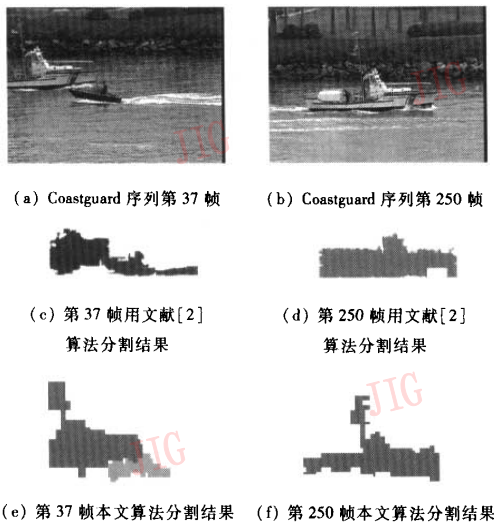 JIG
JIG
(a) Coastguard 序列第 37 帧
(b) Coastguard 序列第 250 帧
(c) 第 37 帧用文献[2]
算法分割结果
(d) 第 250 帧用文献[2]
算法分割结果
JIG
JIG
(e) 第 37 帧本文算法分割结果
(f) 第 250 帧本文算法分割结果